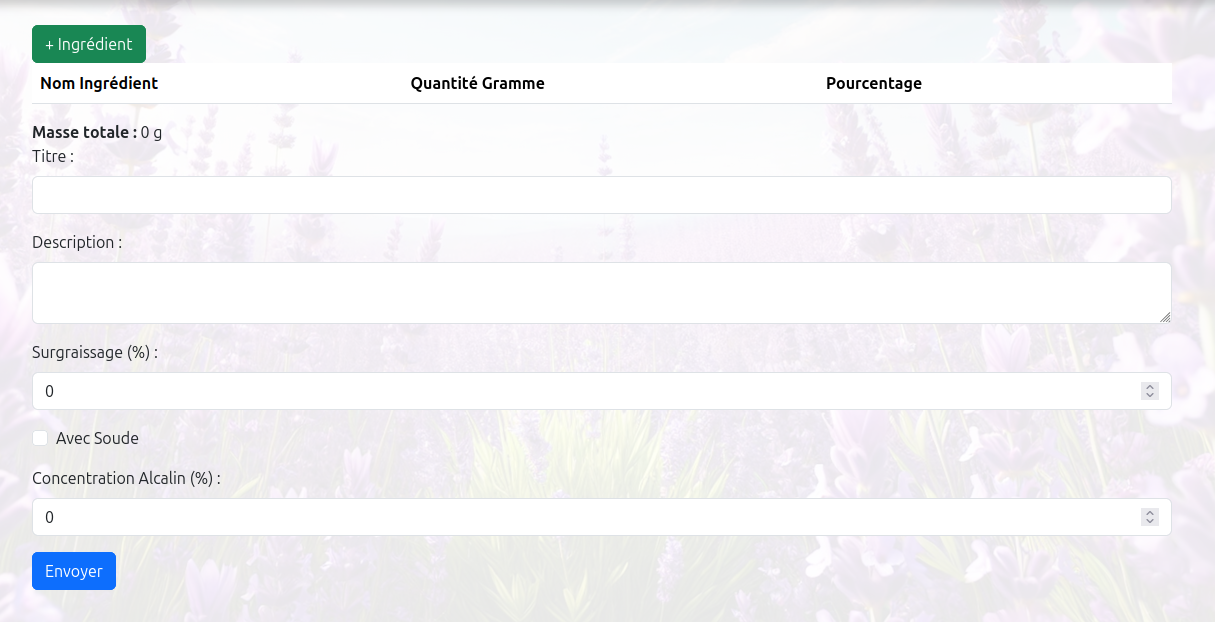 + Ingrédient
Nom Ingrédient Quantité Gramme Pourcentage
Masse totale : 0 g
Titre :
Description :
Surgraissage (%) :
0
Avec Soude
Concentration Alcalin (%) :
0
Envoyer